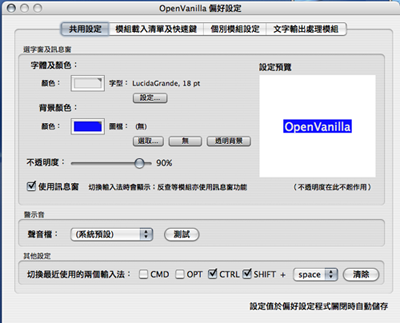 OpenVanilla 偏好設定
共用設定 模組載入清單及快速鍵 個別模組設定 文字輸出處理模組
選字窗及訊息窗
字體及顏色：
設定預覽
顏色： 字型： LucidaGrande, 18 pt
設定...
背景顏色：
OpenVanilla
顏色： 圖檔： (無)
選取... 無 透明背景
不透明度： 90%
使用訊息窗 切換輸入法時會顯示；反查等模組亦使用訊息窗功能 （不透明度在此不起作用）
聲示音
聲音檔： (系統預設) 測試
其他設定
切換最近使用的兩個輸入法： CMD OPT CTRL SHIFT + space 清除
設定值於偏好設定程式關閉時自動儲存